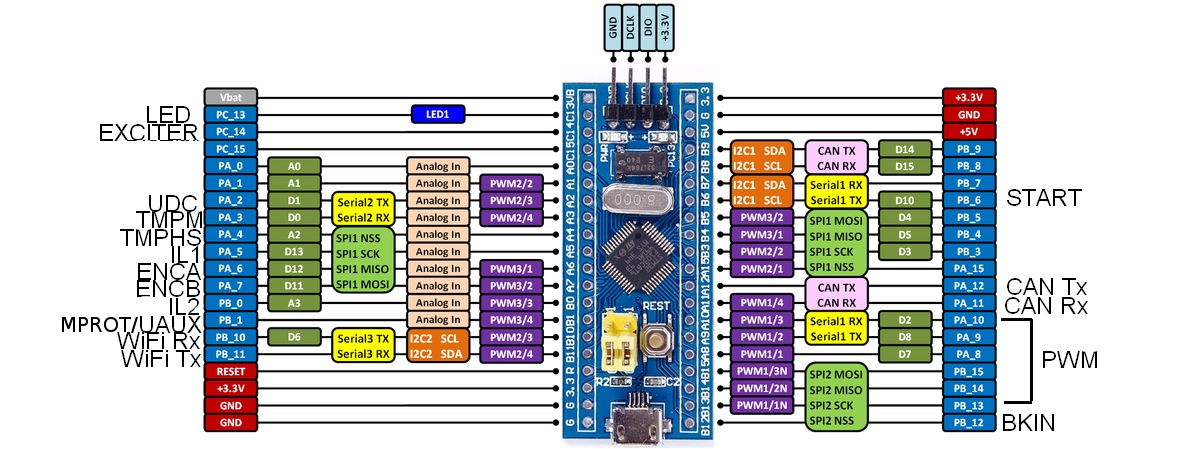 GND DCLK DIO +3.3V
Vbat +3.3V
LED PC_13 LED1 GND
EXCITER PC_14 +5V
PC_15 I2C1 SDA CAN TX D14 PB_9
PA_0 A0 Analog In I2C1 SCL CAN RX D15 PB_8
PA_1 A1 Analog In PWM2/2 I2C1 SDA Serial1 RX PB_7
UDC PA_2 D1 Serial2 TX Analog In PWM2/3 I2C1 SCL Serial1 TX D10 PB_6 START
TMPM PA_3 D0 Serial2 RX Analog In PWM2/4 PWM3/2 SPI1 MOSI D4 PB_5
TMPHS PA_4 A2 SPI1 NSS Analog In PWM3/1 SPI1 MISO D5 PB_4
IL1 PA_5 D13 SPI1 SCK Analog In PWM2/2 SPI1 SCK D3 PB_3
ENCA PA_6 D12 SPI1 MISO Analog In PWM3/1 PWM2/1 SPI1 NSS PA_15
ENCB PA_7 D11 SPI1 MOSI Analog In PWM3/2 CAN TX PA_12 CAN Tx
IL2 PB_0 A3 Analog In PWM3/3 PWM1/4 CAN RX PA_11 CAN Rx
MPROT/UAUX PB_1 Analog In PWM3/4 PWM1/3 Serial1 RX D2 PA_10
WiFi Rx PB_10 D6 Serial3 TX I2C2 SCL PWM2/3 PWM1/2 Serial1 TX D8 PA_9
WiFi Tx PB_11 Serial3 RX I2C2 SDA PWM2/4 PWM1/1 D7 PA_8 PWM
RESET PWM1/3N SPI2 MOSI PB_15
+3.3V PWM1/2N SPI2 MISO PB_14
GND PWM1/1N SPI2 SCK PB_13
GND SPI2 NSS PB_12 BKIN
PWR PC13
8.000
REST
R2 C2